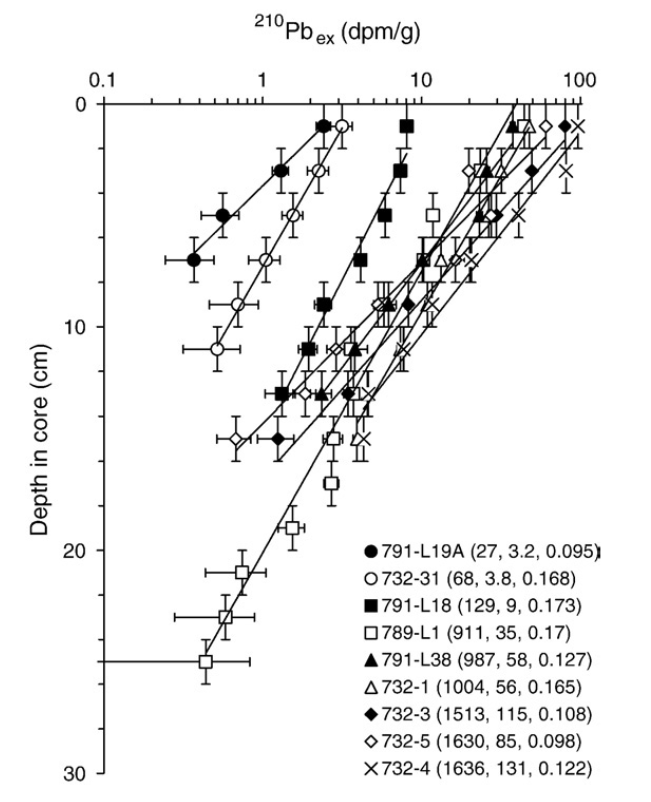 ²¹⁰Pbex (dpm/g)
0.1 1 10 100
0
10
20
30
Depth in core (cm)
791-L19A (27, 3.2, 0.095)
732-31 (68, 3.8, 0.168)
791-L18 (129, 9, 0.173)
789-L1 (911, 35, 0.17)
791-L38 (987, 58, 0.127)
732-1 (1004, 56, 0.165)
732-3 (1513, 115, 0.108)
732-5 (1630, 85, 0.098)
732-4 (1636, 131, 0.122)